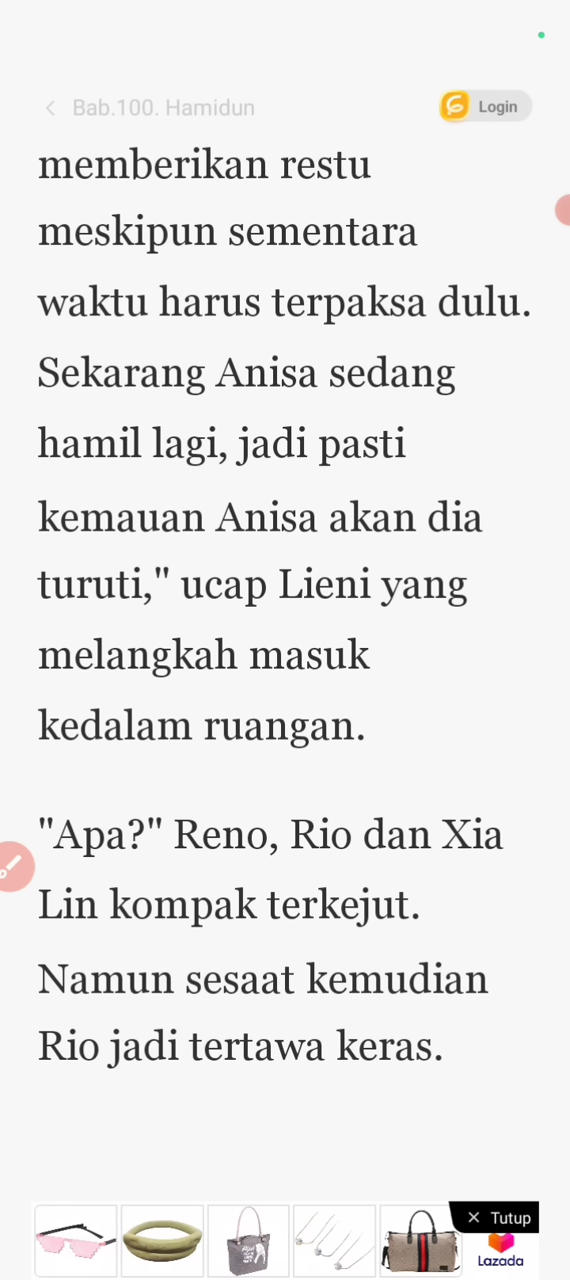 Bab.100. Hamidun
Login
memberikan restu
meskipun sementara
waktu harus terpaksa dulu.
Sekarang Anisa sedang
hamil lagi, jadi pasti
kemauan Anisa akan dia
turuti," ucap Lieni yang
melangkah masuk
kedalam ruangan.
"Apa?" Reno, Rio dan Xia
Lin kompak terkejut.
Namun sesaat kemudian
Rio jadi tertawa keras.
Tutup
Lazada